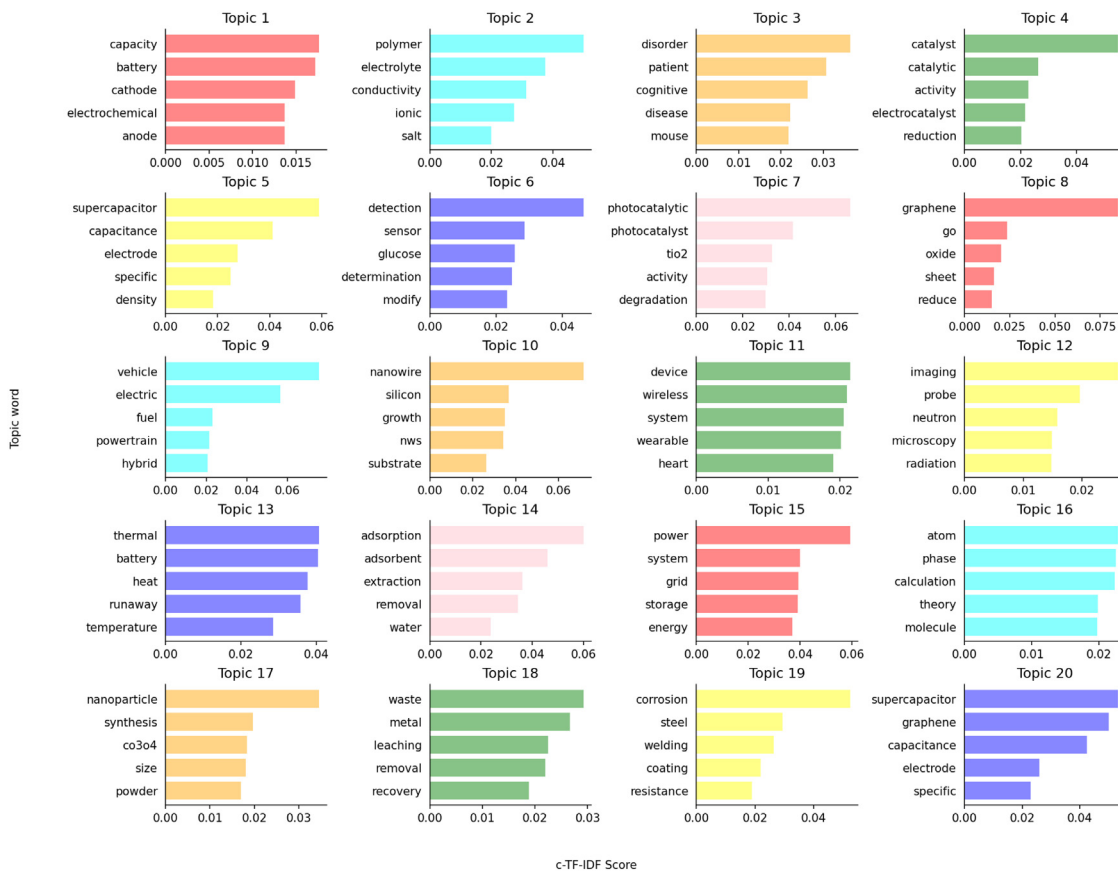 Topic 1
capacity
battery
cathode
electrochemical
anode
0.000 0.005 0.010 0.015
Topic 2
polymer
electrolyte
conductivity
ionic
salt
0.00 0.02 0.04
Topic 3
disorder
patient
cognitive
disease
mouse
0.00 0.01 0.02 0.03
Topic 4
catalyst
catalytic
activity
electrocatalyst
reduction
0.00 0.02 0.04
Topic 5
supercapacitor
capacitance
electrode
specific
density
0.00 0.02 0.04 0.06
Topic 6
detection
sensor
glucose
determination
modify
0.00 0.02 0.04
Topic 7
photocatalytic
photocatalyst
tio2
activity
degradation
0.00 0.02 0.04 0.06
Topic 8
graphene
go
oxide
sheet
reduce
0.000 0.025 0.050 0.075
Topic 9
vehicle
electric
fuel
powertrain
hybrid
0.00 0.02 0.04 0.06
Topic 10
nanowire
silicon
growth
nws
substrate
0.00 0.02 0.04 0.06
Topic 11
device
wireless
system
wearable
heart
0.00 0.01 0.02
Topic 12
imaging
probe
neutron
microscopy
radiation
0.00 0.01 0.02
Topic 13
thermal
battery
heat
runaway
temperature
0.00 0.02 0.04
Topic 14
adsorption
adsorbent
extraction
removal
water
0.00 0.02 0.04 0.06
Topic 15
power
system
grid
storage
energy
0.00 0.02 0.04 0.06
Topic 16
atom
phase
calculation
theory
molecule
0.00 0.01 0.02
Topic 17
nanoparticle
synthesis
co3o4
size
powder
0.00 0.01 0.02 0.03
Topic 18
waste
metal
leaching
removal
recovery
0.00 0.01 0.02 0.03
Topic 19
corrosion
steel
welding
coating
resistance
0.00 0.02 0.04
Topic 20
supercapacitor
graphene
capacitance
electrode
specific
0.00 0.02 0.04
Topic word
c-TF-IDF Score